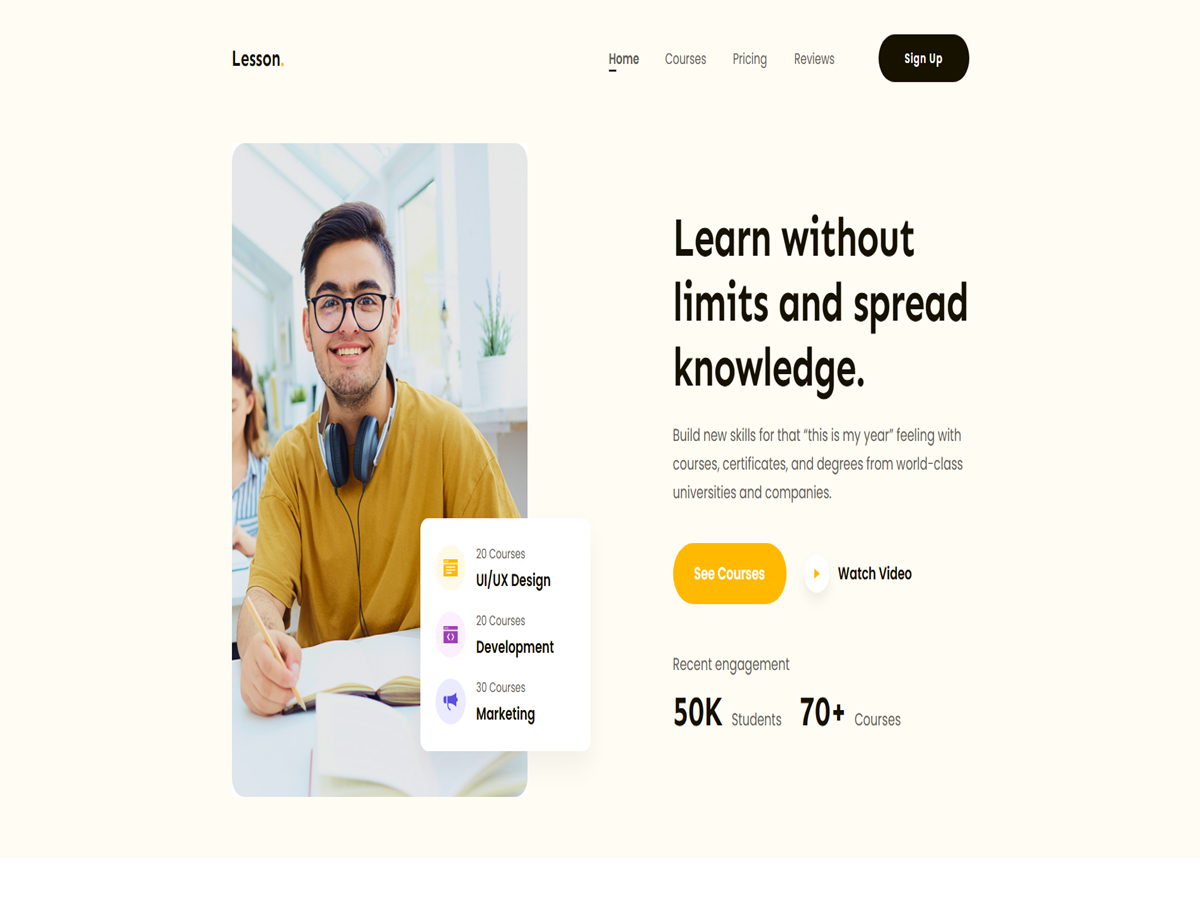 Lesson.
Home Courses Pricing Reviews Sign Up
Learn without
limits and spread
knowledge.
Build new skills for that “this is my year” feeling with
courses, certificates, and degrees from world-class
universities and companies.
See Courses Watch Video
Recent engagement
50K Students 70+ Courses
20 Courses
UI/UX Design
20 Courses
Development
30 Courses
Marketing